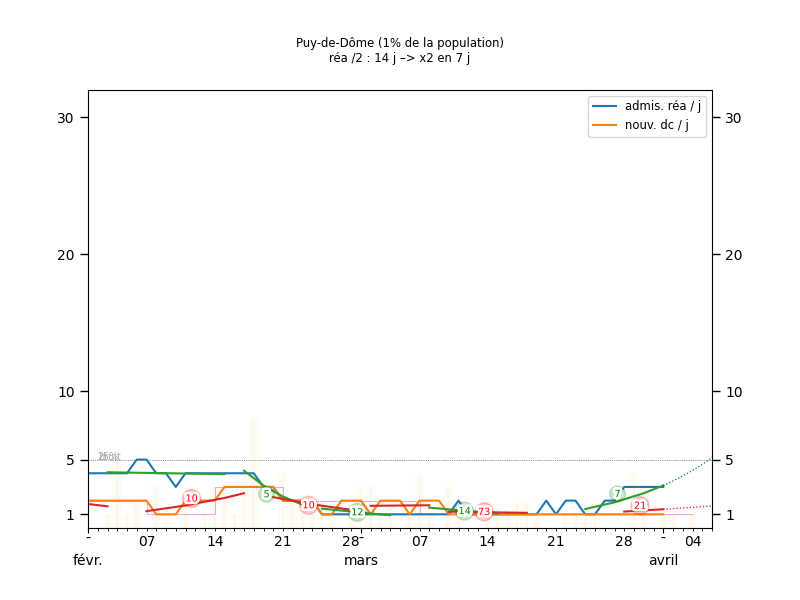 Puy-de-Dôme (1% de la population)
réa /2 : 14 j –> x2 en 7 j
admis. réa / j
nouv. dc / j
30 30
20 20
10 10
5 5
1 1
10 5 10 12 14 73 7 21
- 07 14 21 28 - 07 14 21 28 - 04
févr. mars avril